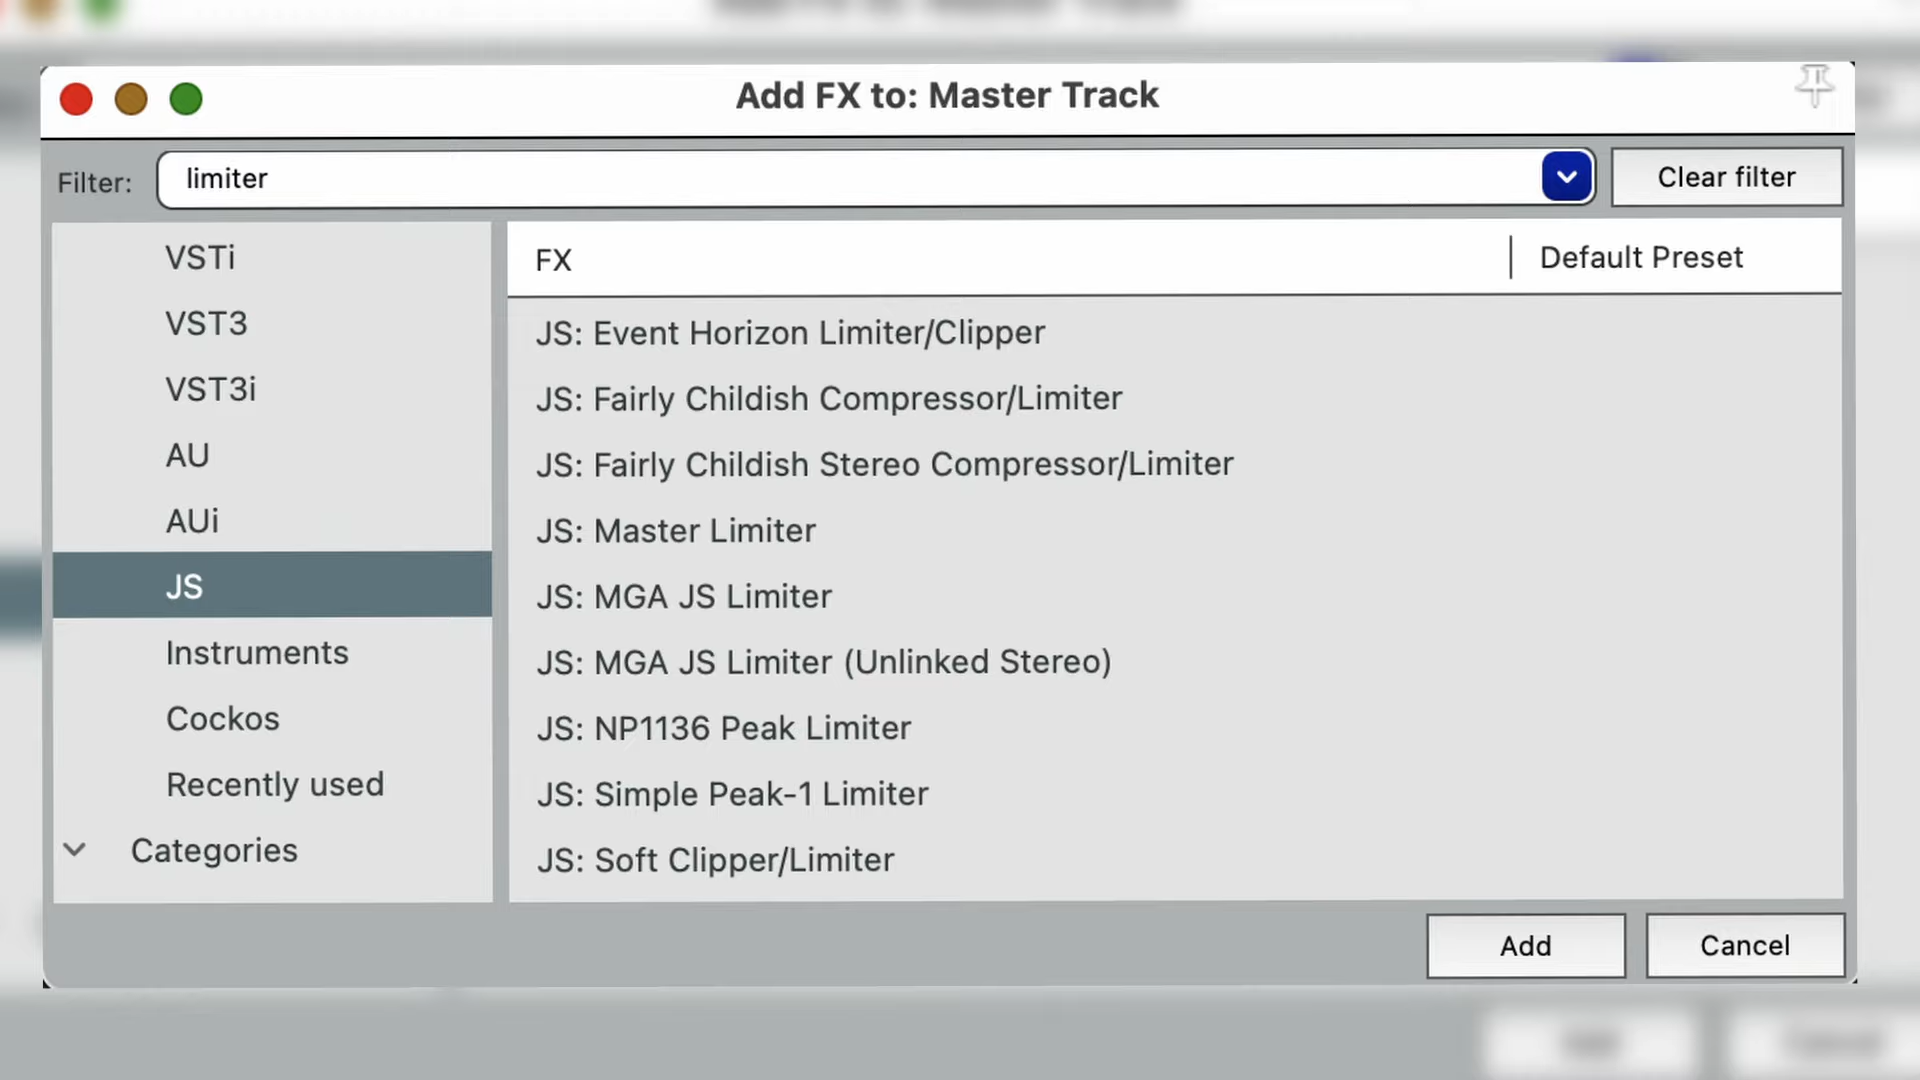 Add FX to: Master Track
Filter:
limiter
Clear filter
VSTi
VST3
VST3i
AU
AUi
JS
Instruments
Cockos
Recently used
Categories
FX
Default Preset
JS: Event Horizon Limiter/Clipper
JS: Fairly Childish Compressor/Limiter
JS: Fairly Childish Stereo Compressor/Limiter
JS: Master Limiter
JS: MGA JS Limiter
JS: MGA JS Limiter (Unlinked Stereo)
JS: NP1136 Peak Limiter
JS: Simple Peak-1 Limiter
JS: Soft Clipper/Limiter
Add
Cancel